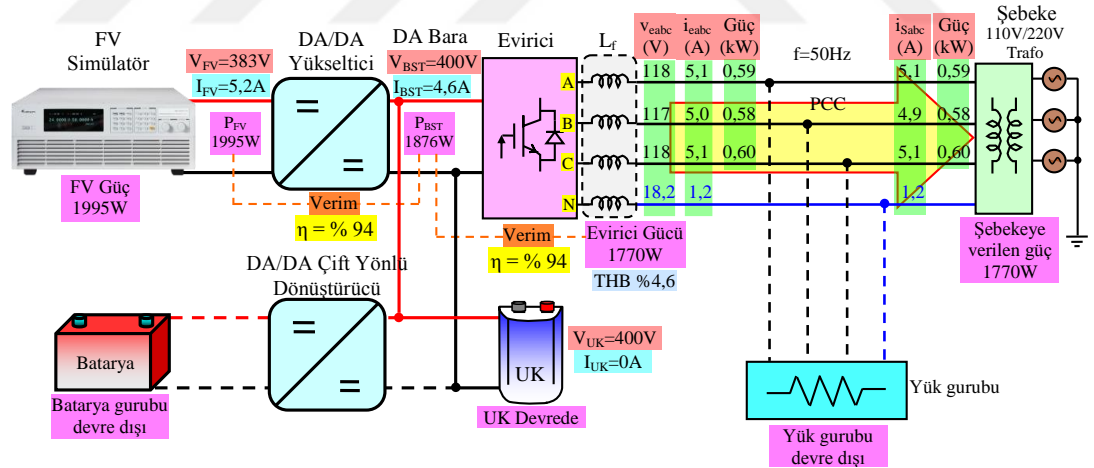 FV
Simülatör
V_FV=383V
I_FV=5,2A
P_FV
1995W
FV Güç
1995W
DA/DA
Yükseltici
DA Bara
V_BST=400V
I_BST=4,6A
P_BST
1876W
Verim
η = % 94
Evirici
A
B
C
N
L_f
v_eabc
(V)
i_eabc
(A)
Güç
(kW)
118 5,1 0,59
117 5,0 0,58
118 5,1 0,60
18,2 1,2
f=50Hz
PCC
i_Sabc
(A)
Güç
(kW)
5,1 0,59
4,9 0,58
5,1 0,60
1,2
Şebeke
110V/220V
Trafo
Verim
η = % 94
Evirici Gücü
1770W
THB %4,6
Şebekeye
verilen güç
1770W
DA/DA Çift Yönlü
Dönüştürücü
Batarya
Batarya gurubu
devre dışı
UK
V_UK=400V
I_UK=0A
UK Devrede
Yük gurubu
Yük gurubu
devre dışı